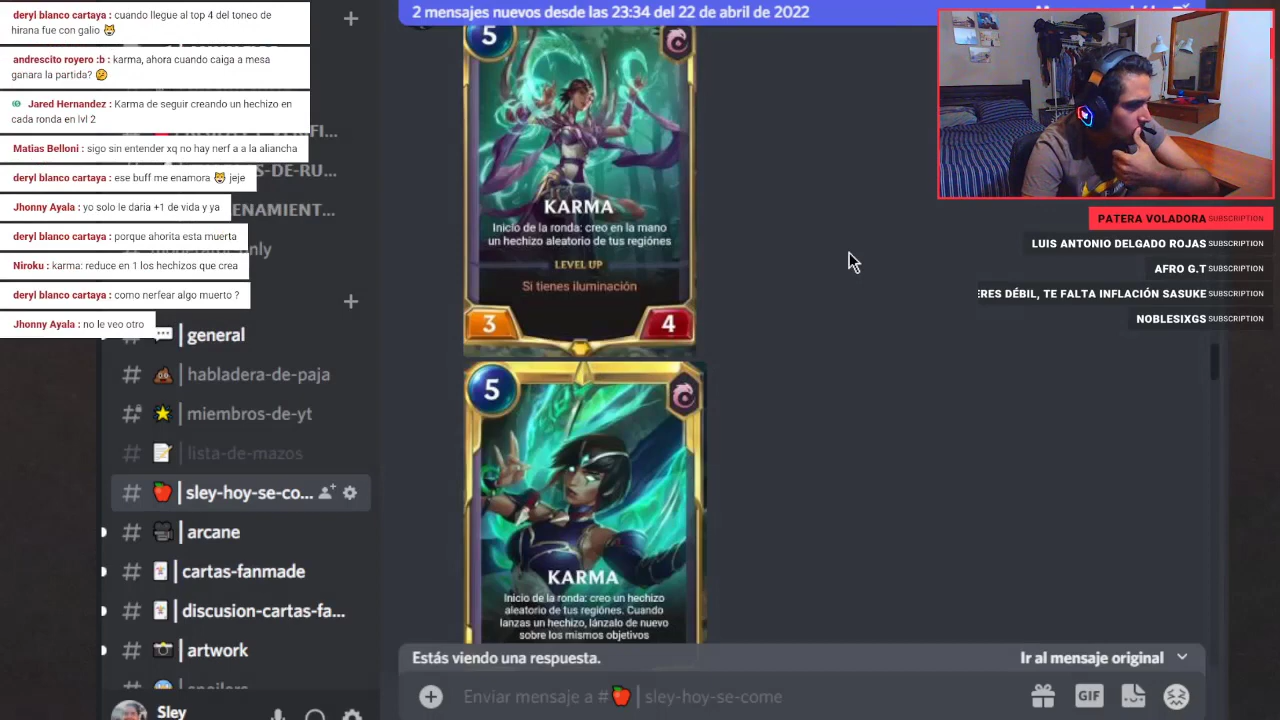 deryl blanco cartaya : cuando llegue al top 4 del toneo de
hirana fue con galio
andrescito royero :b : karma, ahora cuando caiga a mesa
ganara la partida?
Jared Hernandez : Karma de seguir creando un hechizo en
cada ronda en lvl 2
Matias Belloni : sigo sin entender xq no hay nerf a a la aliancha
deryl blanco cartaya : ese buff me enamora jeje
Jhonny Ayala : yo solo le daria +1 de vida y ya
deryl blanco cartaya : porque ahorita esta muerta
Niroku : karma: reduce en 1 los hechizos que crea
deryl blanco cartaya : como nerfear algo muerto ?
Jhonny Ayala : no le veo otro
S-DE-RU...
ENAMIENT...
general
habladera-de-paja
miembros-de-yt
lista-de-mazos
sley-hoy-se-co...
arcane
cartas-fanmade
discusion-cartas-fa...
artwork
Sley
2 mensajes nuevos desde las 23:34 del 22 de abril de 2022
5
KARMA
Inicio de la ronda: creo en la mano
un hechizo aleatorio de tus regiónes
LEVEL UP
Si tienes iluminación
3 4
5
KARMA
Inicio de la ronda: creo un hechizo
aleatorio de tus regiónes. Cuando
lanzas un hechizo, lánzalo de nuevo
sobre los mismos objetivos
Estás viendo una respuesta.
Ir al mensaje original
Enviar mensaje a # | sley-hoy-se-come
GIF
PATERA VOLADORA SUBSCRIPTION
LUIS ANTONIO DELGADO ROJAS SUBSCRIPTION
AFRO G.T SUBSCRIPTION
ERES DÉBIL, TE FALTA INFLACIÓN SASUKE SUBSCRIPTION
NOBLESIXGS SUBSCRIPTION